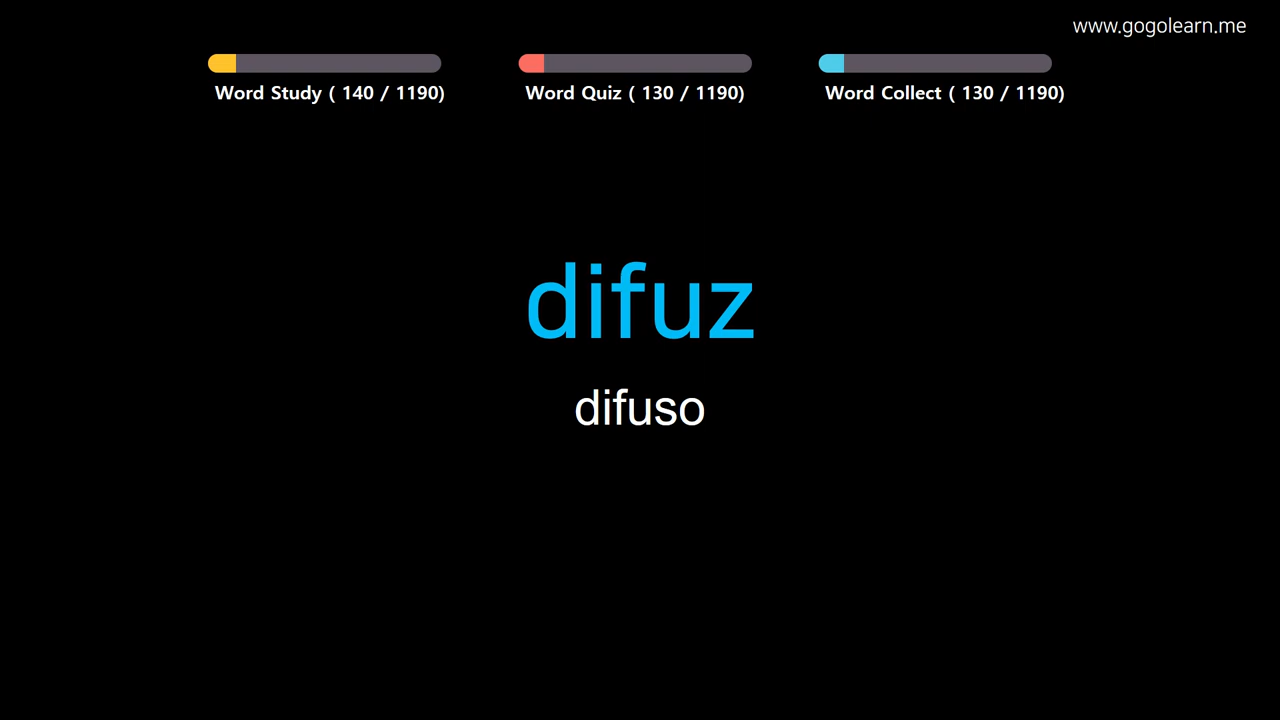 www.gogolearn.me
Word Study ( 140 / 1190)
Word Quiz ( 130 / 1190)
Word Collect ( 130 / 1190)
difuz
difuso